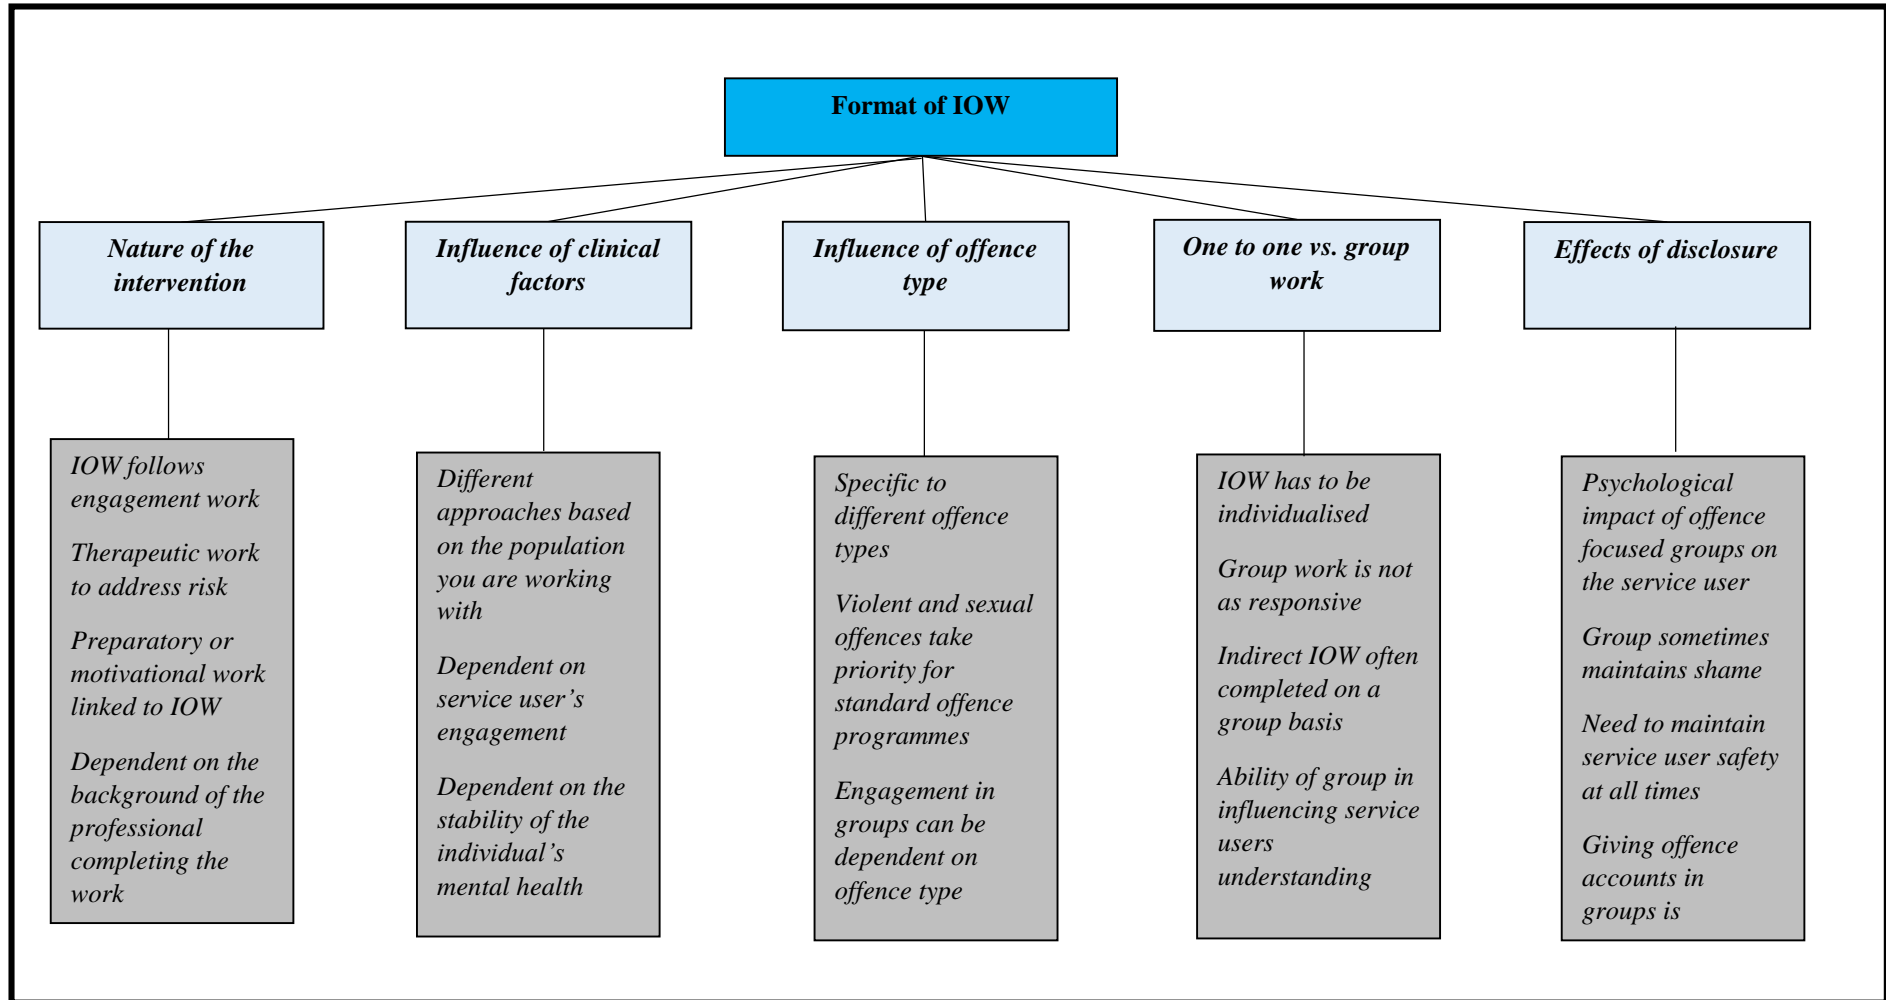 Format of IOW
Nature of the
intervention
Influence of clinical
factors
Influence of offence
type
One to one vs. group
work
Effects of disclosure
IOW follows
engagement work
Therapeutic work
to address risk
Preparatory or
motivational work
linked to IOW
Dependent on the
background of the
professional
completing the
work
Different
approaches based
on the population
you are working
with
Dependent on
service user’s
engagement
Dependent on the
stability of the
individual’s
mental health
Specific to
different offence
types
Violent and sexual
offences take
priority for
standard offence
programmes
Engagement in
groups can be
dependent on
offence type
IOW has to be
individualised
Group work is not
as responsive
Indirect IOW often
completed on a
group basis
Ability of group in
influencing service
users
understanding
Psychological
impact of offence
focused groups on
the service user
Group sometimes
maintains shame
Need to maintain
service user safety
at all times
Giving offence
accounts in
groups is